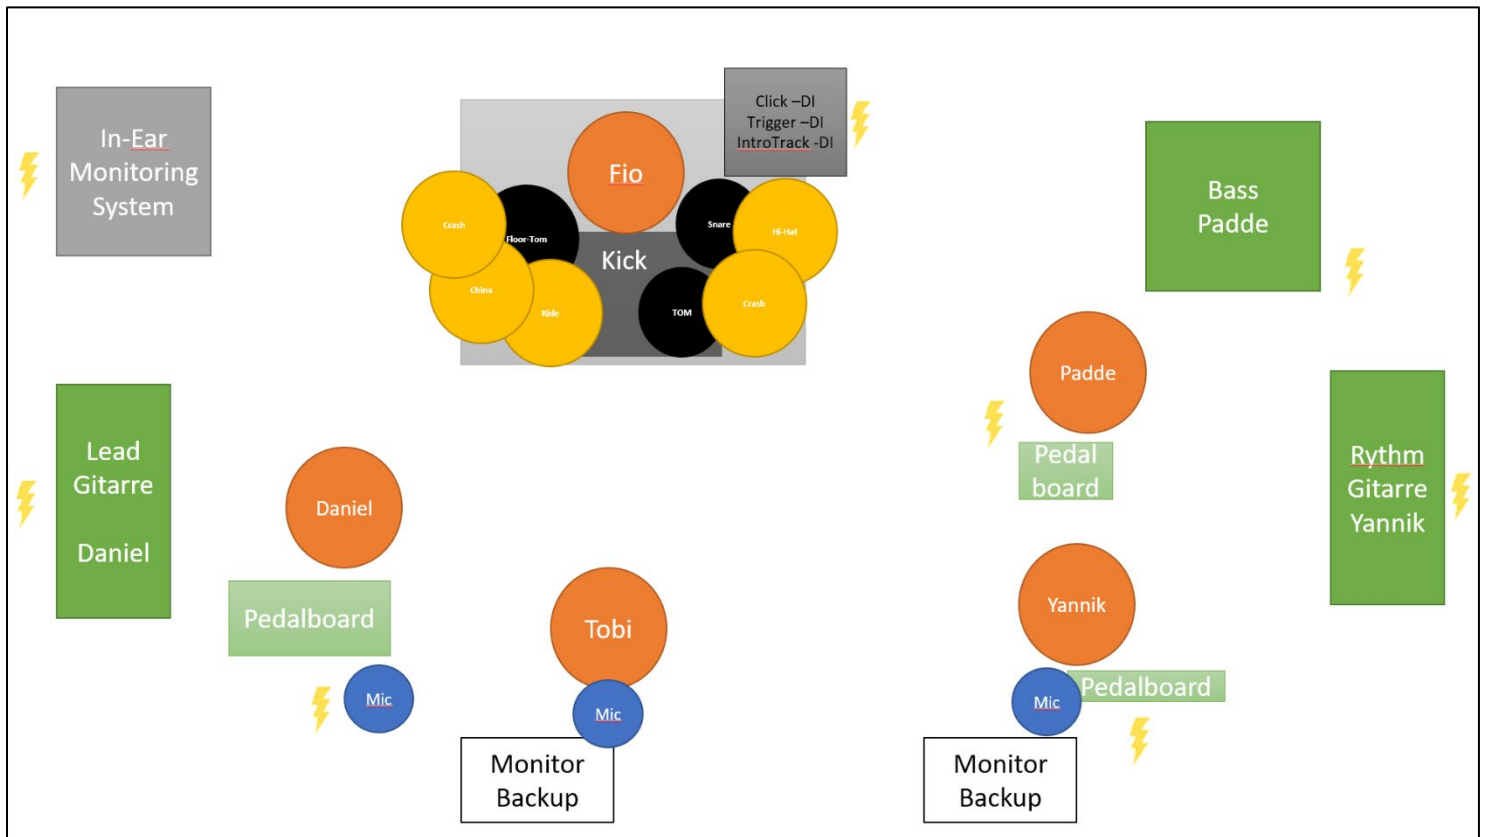 Click –DI
Trigger –DI
IntroTrack -DI
In-Ear
Monitoring
System
Fio
Bass
Padde
Crash
Floor-Tom
Snare
Hi-Hat
Kick
China
Ride
TOM
Crash
Padde
Lead
Gitarre
Daniel
Daniel
Pedal
board
Rythm
Gitarre
Yannik
Pedalboard
Tobi
Yannik
Mic
Mic
Mic
Pedalboard
Monitor
Backup
Monitor
Backup